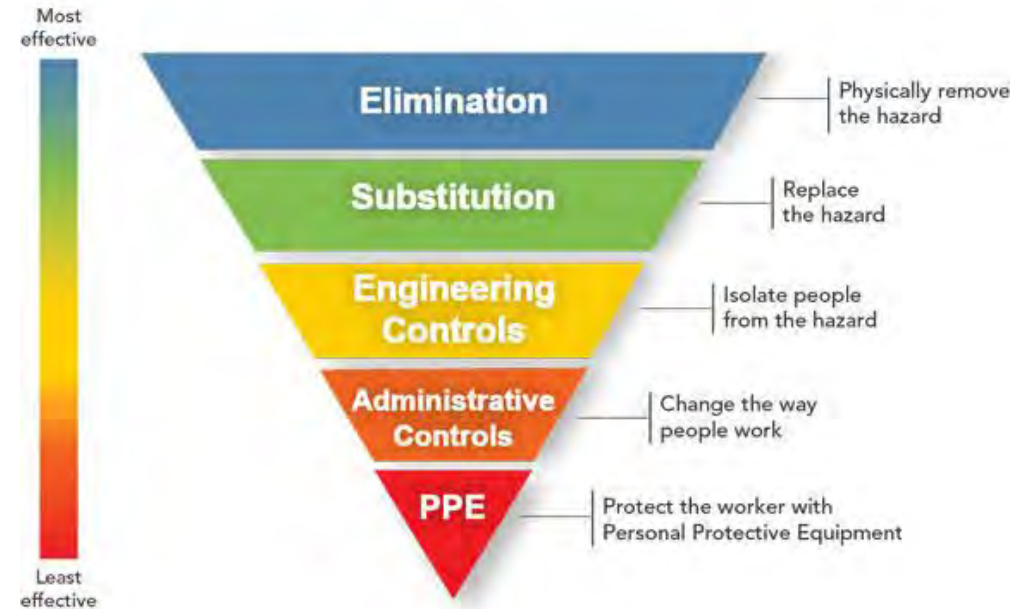 Most
effective
Elimination
Physically remove
the hazard
Substitution
Replace
the hazard
Engineering
Controls
Isolate people
from the hazard
Administrative
Controls
Change the way
people work
PPE
Protect the worker with
Personal Protective Equipment
Least
effective